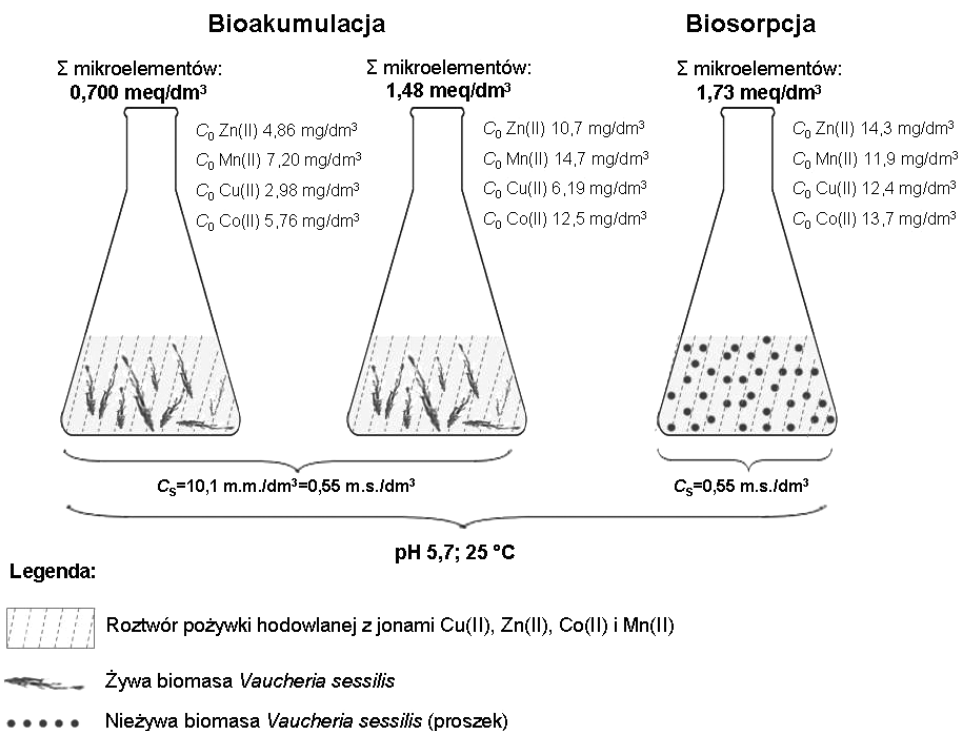 Bioakumulacja
Biosorpcja
Σ mikroelementów:
0,700 meq/dm³
C₀ Zn(II) 4,86 mg/dm³
C₀ Mn(II) 7,20 mg/dm³
C₀ Cu(II) 2,98 mg/dm³
C₀ Co(II) 5,76 mg/dm³
Σ mikroelementów:
1,48 meq/dm³
C₀ Zn(II) 10,7 mg/dm³
C₀ Mn(II) 14,7 mg/dm³
C₀ Cu(II) 6,19 mg/dm³
C₀ Co(II) 12,5 mg/dm³
Σ mikroelementów:
1,73 meq/dm³
C₀ Zn(II) 14,3 mg/dm³
C₀ Mn(II) 11,9 mg/dm³
C₀ Cu(II) 12,4 mg/dm³
C₀ Co(II) 13,7 mg/dm³
Cₛ=10,1 m.m./dm³=0,55 m.s./dm³
Cₛ=0,55 m.s./dm³
pH 5,7; 25 °C
Legenda:
Roztwór pożywki hodowlanej z jonami Cu(II), Zn(II), Co(II) i Mn(II)
Żywa biomasa Vaucheria sessilis
Nieżywa biomasa Vaucheria sessilis (proszek)